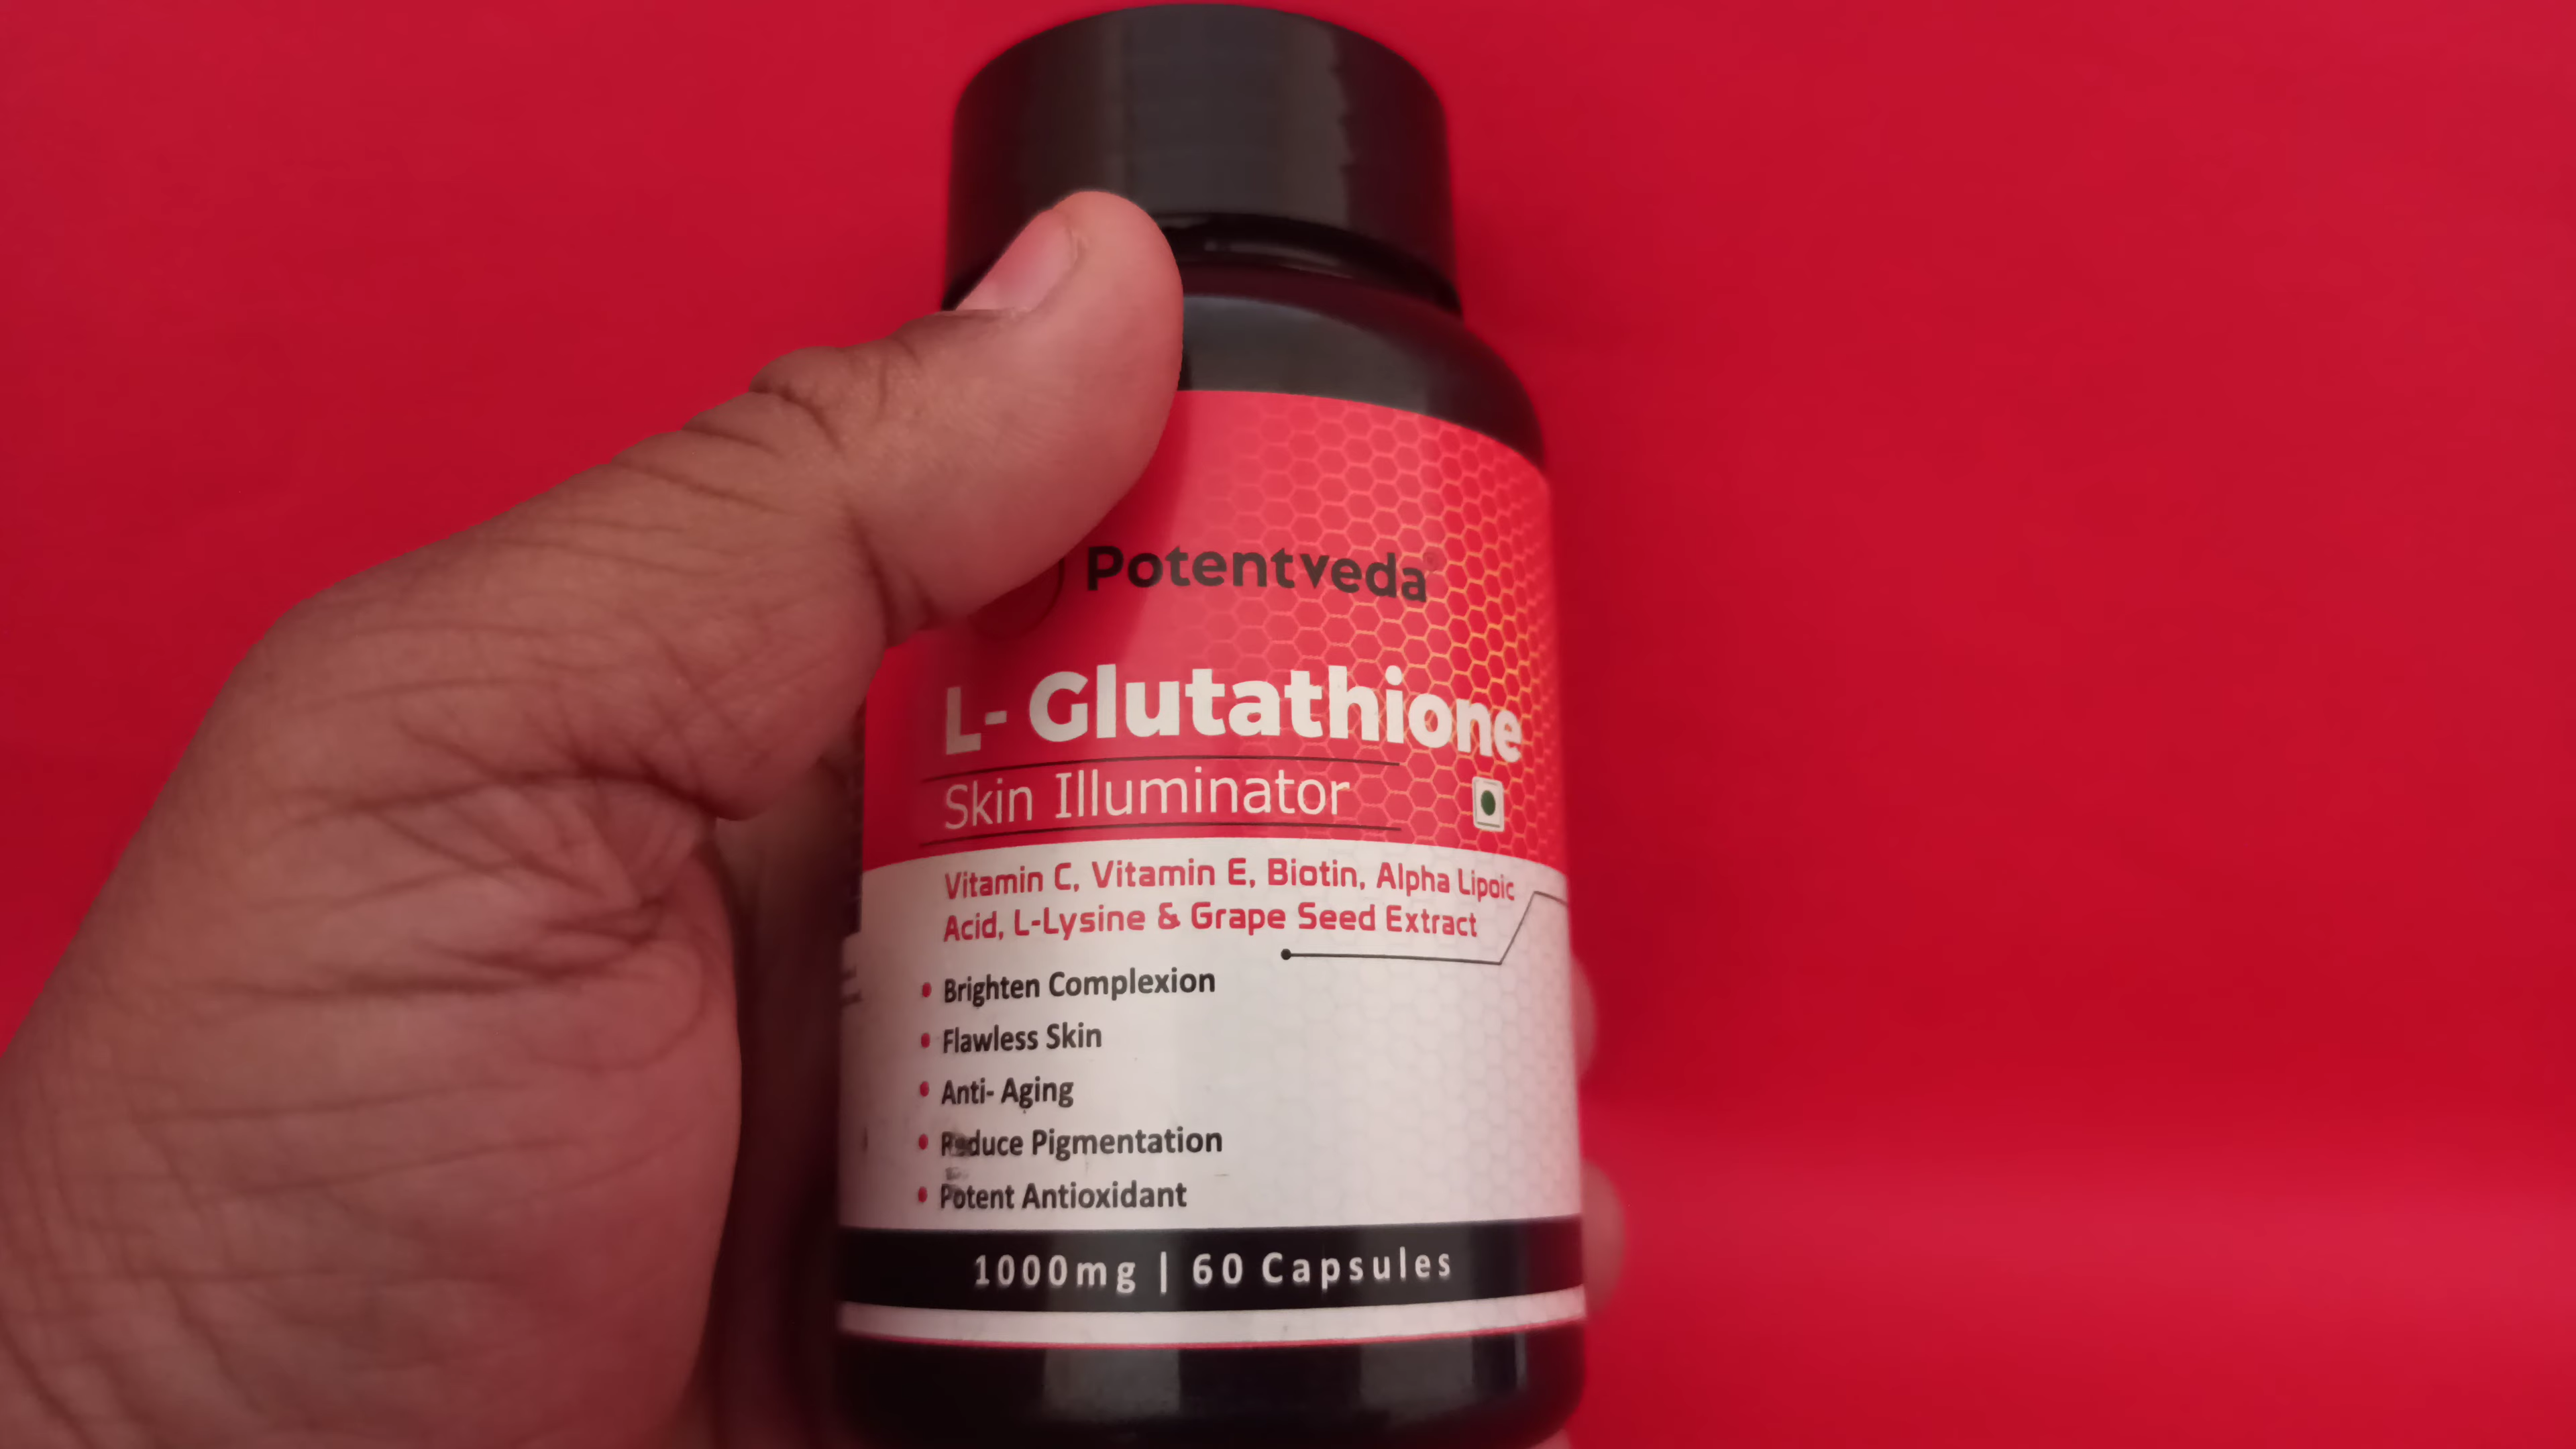 Potentveda
L- Glutathione
Skin Illuminator
Vitamin C, Vitamin E, Biotin, Alpha Lipoic
Acid, L-Lysine & Grape Seed Extract
• Brighten Complexion
• Flawless Skin
• Anti- Aging
• Reduce Pigmentation
• Potent Antioxidant
1000mg | 60 Capsules